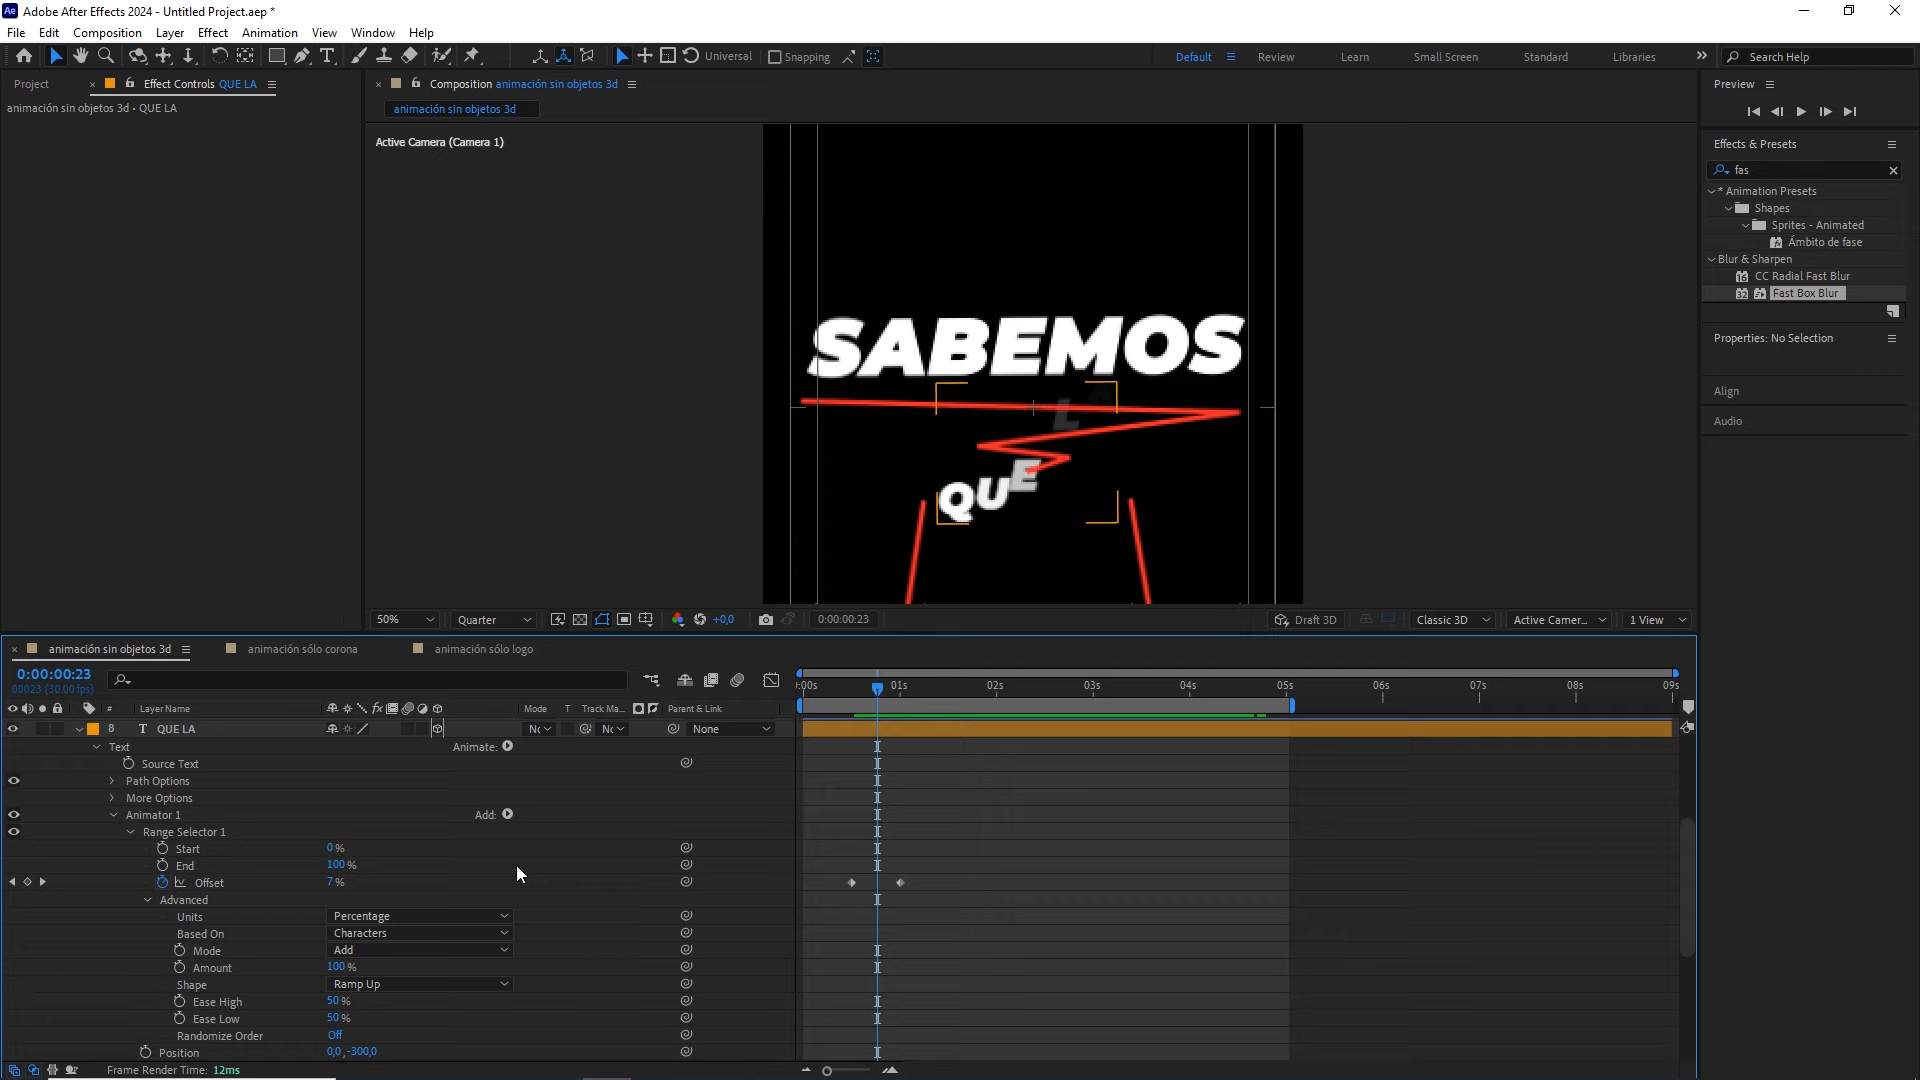 Ae Adobe After Effects 2024 - Untitled Project.aep *
File Edit Composition Layer Effect Animation View Window Help
Universal Snapping Default Review Learn Small Screen Standard Libraries Search Help
Project Effect Controls QUE LA
animación sin objetos 3d • QUE LA
Composition animación sin objetos 3d
animación sin objetos 3d
Active Camera (Camera 1)
SABEMOS
L
QUE
50% Quarter +0,0 0:00:00:23 Draft 3D Classic 3D Active Camer... 1 View
Preview
Effects & Presets
fas
* Animation Presets
Shapes
Sprites - Animated
Ámbito de fase
Blur & Sharpen
CC Radial Fast Blur
Fast Box Blur
Properties: No Selection
Align
Audio
animación sin objetos 3d animación sólo corona animación sólo logo
0:00:00:23
00023 (30.00 fps)
:00s 01s 02s 03s 04s 05s 06s 07s 08s 09s
# Layer Name Mode T Track Ma... Parent & Link
8 T QUE LA Nc Nc None
Text Animate:
Source Text
Path Options
More Options
Animator 1 Add:
Range Selector 1
Start 0 %
End 100 %
Offset 7 %
Advanced
Units Percentage
Based On Characters
Mode Add
Amount 100 %
Shape Ramp Up
Ease High 50 %
Ease Low 50 %
Randomize Order Off
Position 0,0 ,-300,0
Frame Render Time: 12ms